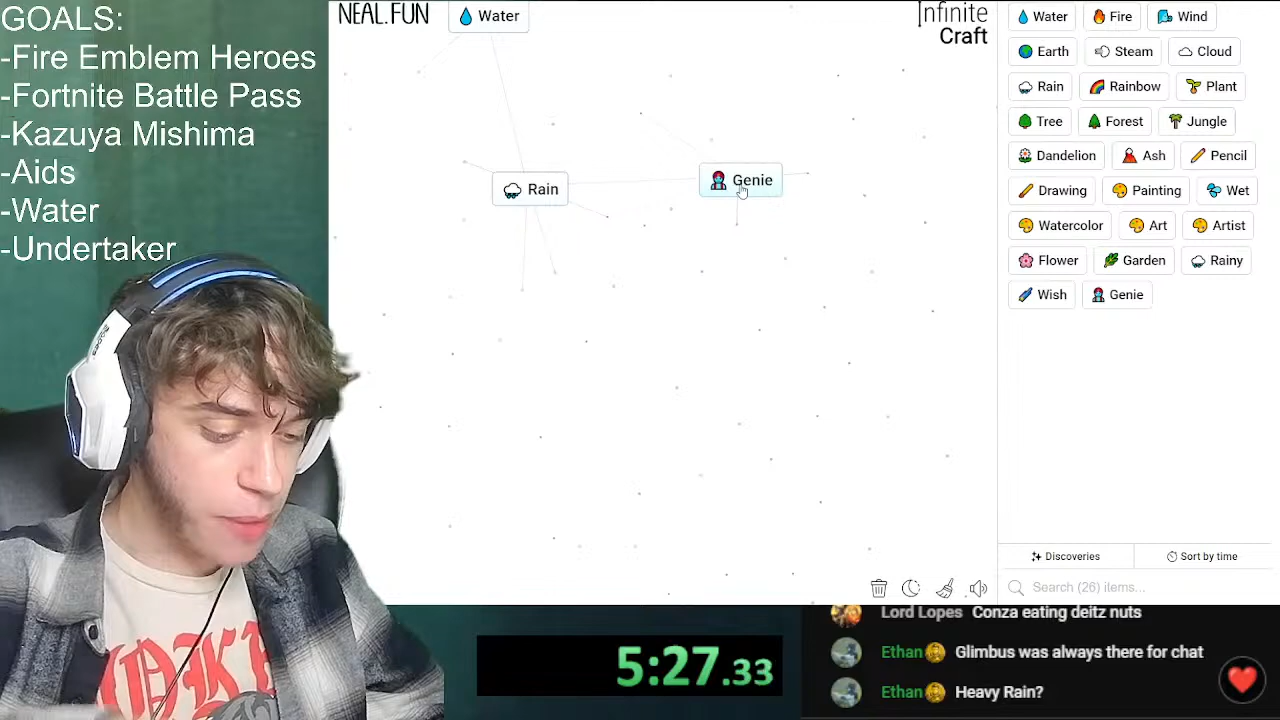 GOALS:
-Fire Emblem Heroes
-Fortnite Battle Pass
-Kazuya Mishima
-Aids
-Water
-Undertaker
NEAL.FUN
Water
Rain
Genie
Infinite
Craft
Water Fire Wind
Earth Steam Cloud
Rain Rainbow Plant
Tree Forest Jungle
Dandelion Ash Pencil
Drawing Painting Wet
Watercolor Art Artist
Flower Garden Rainy
Wish Genie
Discoveries Sort by time
Search (26) items...
5:27.33
Lord Lopes Conza eating deitz nuts
Ethan Glimbus was always there for chat
Ethan Heavy Rain?